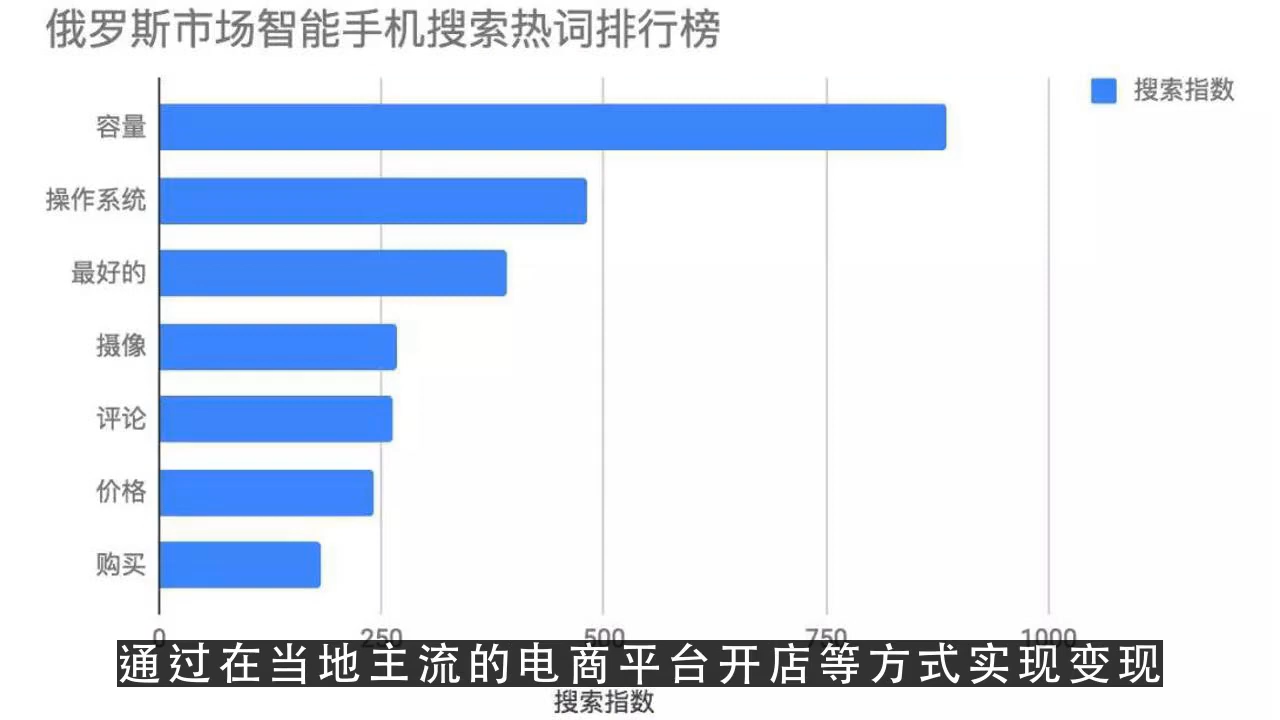 俄罗斯市场智能手机搜索热词排行榜
搜索指数
容量
操作系统
最好的
摄像
评论
价格
购买
0 250 500 750 1000
通过在当地主流的电商平台开店等方式实现变现
搜索指数